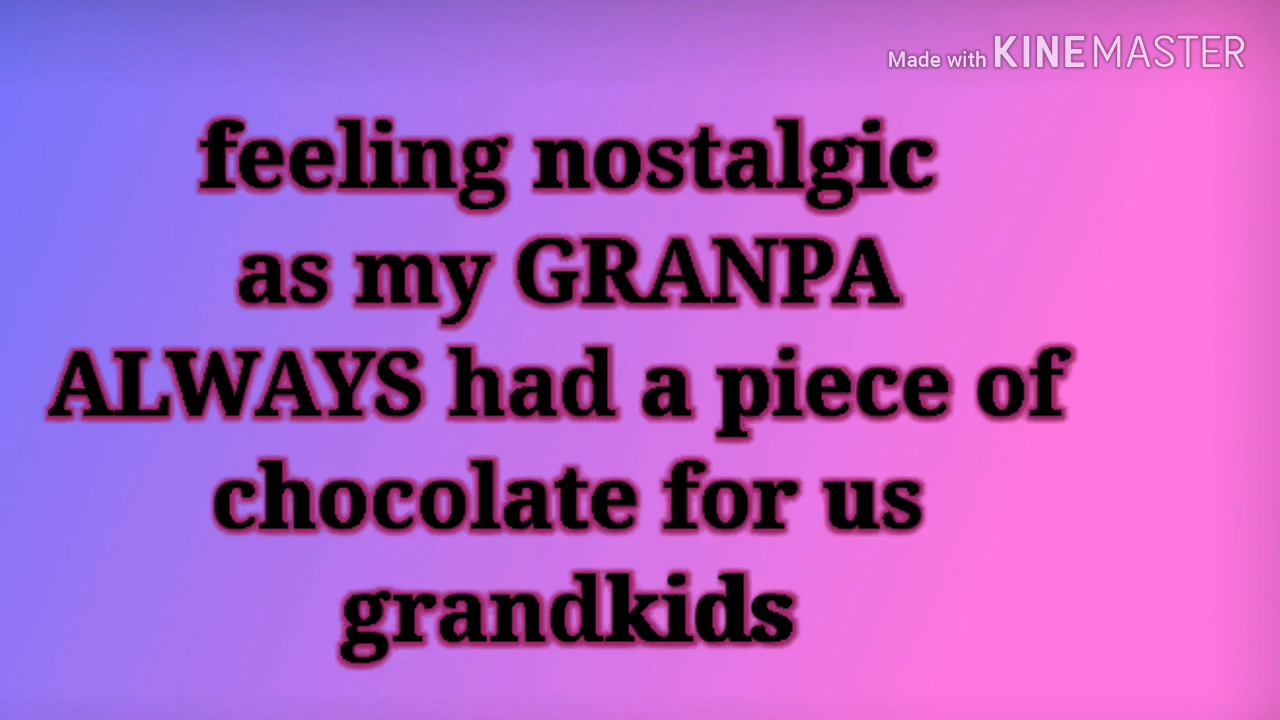 Made with KINEMASTER
feeling nostalgic
as my GRANPA
ALWAYS had a piece of
chocolate for us
grandkids